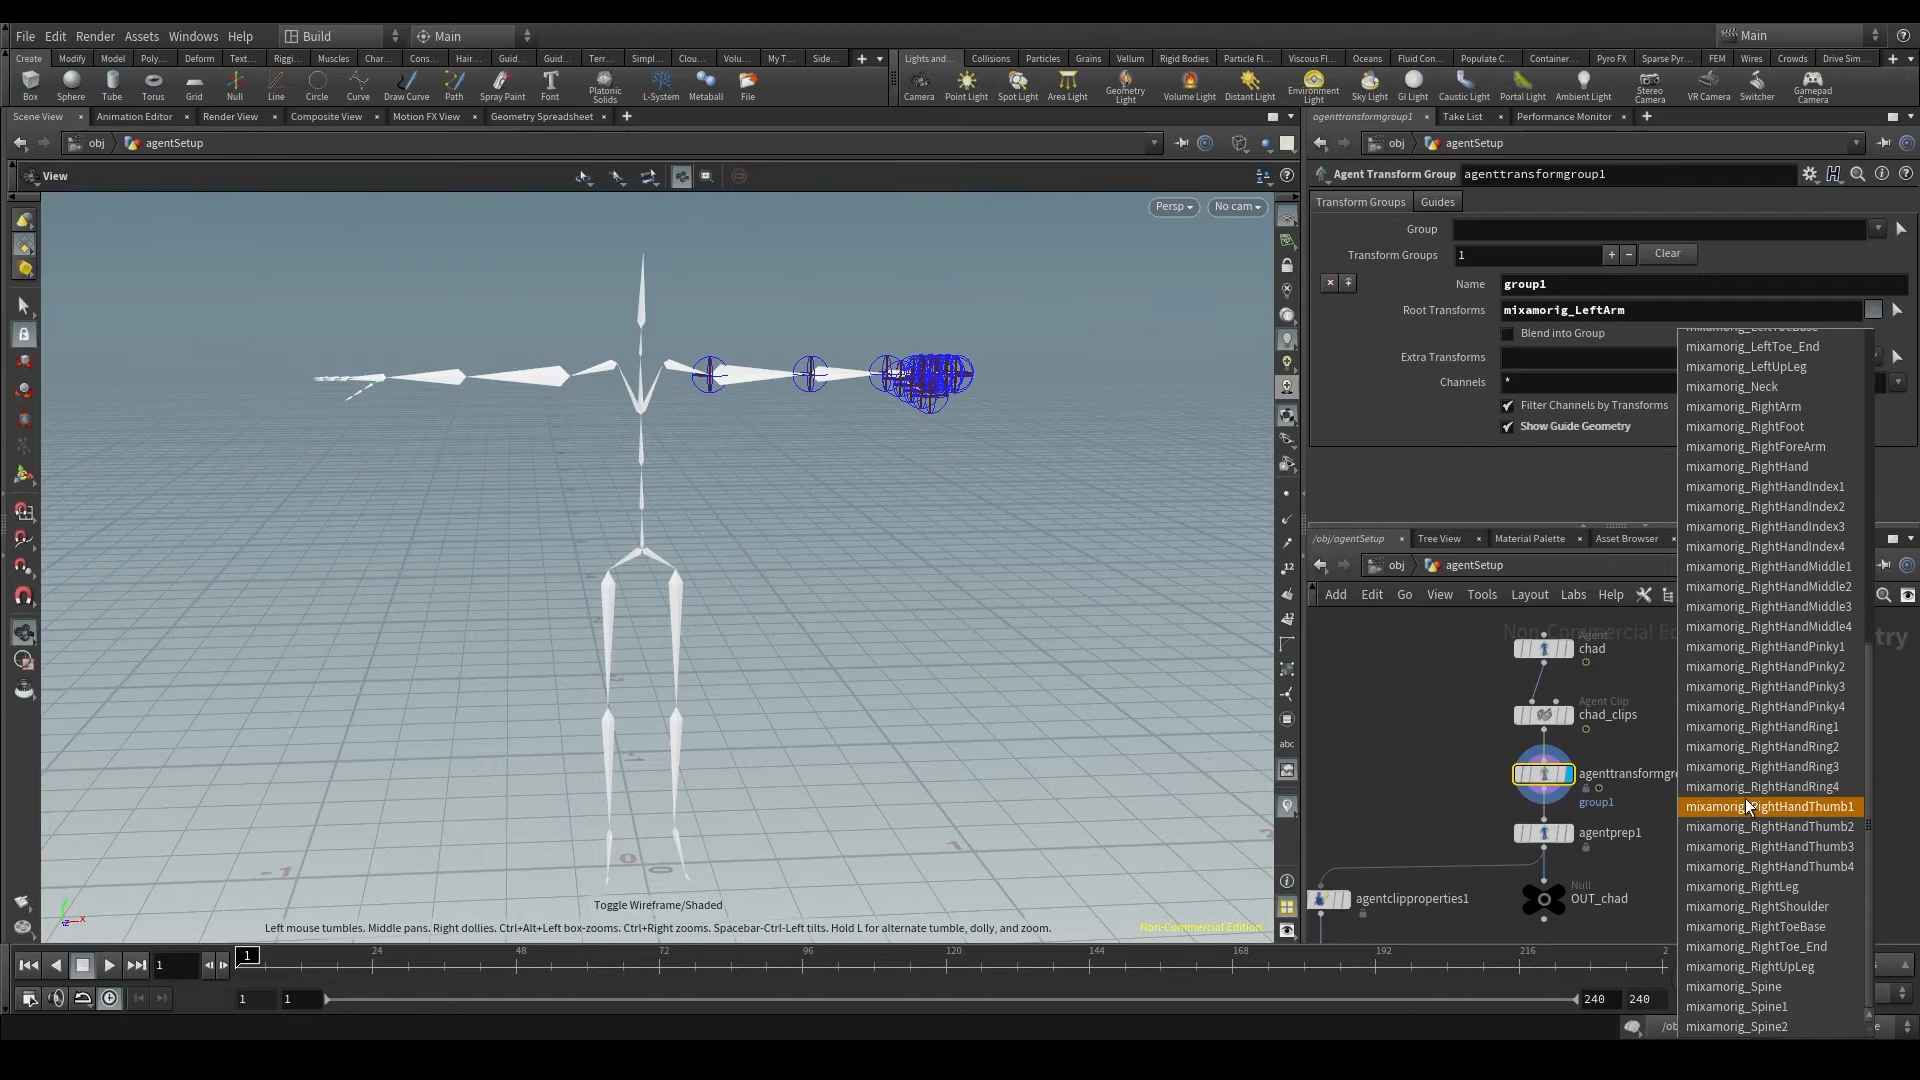 File Edit Render Assets Windows Help Build Main Main
Create Modify Model Poly... Deform Text... Riggi... Muscles Char... Cons... Hair... Guid... Guid... Terr... Simpl... Clou... Volu... My T... Side...
Lights and... Collisions Particles Grains Vellum Rigid Bodies Particle Fl... Viscous Fl... Oceans Fluid Con... Populate C... Container... Pyro FX Sparse Pyr... FEM Wires Crowds Drive Sim...
Box Sphere Tube Torus Grid Null Line Circle Curve Draw Curve Path Spray Paint Font Platonic Solids L-System Metaball File
Camera Point Light Spot Light Area Light Geometry Light Volume Light Distant Light Environment Light Sky Light GI Light Caustic Light Portal Light Ambient Light Stereo Camera VR Camera Switcher Gamepad Camera
Scene View Animation Editor Render View Composite View Motion FX View Geometry Spreadsheet
agenttransformgroup1 Take List Performance Monitor
obj agentSetup
obj agentSetup
View
Persp No cam
Agent Transform Group agenttransformgroup1
Transform Groups Guides
Group
Transform Groups 1 Clear
Name group1
Root Transforms mixamorig_LeftArm
Blend into Group
Extra Transforms
Channels *
Filter Channels by Transforms
Show Guide Geometry
mixamorig_LeftToe_End
mixamorig_LeftUpLeg
mixamorig_Neck
mixamorig_RightArm
mixamorig_RightFoot
mixamorig_RightForeArm
mixamorig_RightHand
mixamorig_RightHandIndex1
mixamorig_RightHandIndex2
mixamorig_RightHandIndex3
mixamorig_RightHandIndex4
mixamorig_RightHandMiddle1
mixamorig_RightHandMiddle2
mixamorig_RightHandMiddle3
mixamorig_RightHandMiddle4
mixamorig_RightHandPinky1
mixamorig_RightHandPinky2
mixamorig_RightHandPinky3
mixamorig_RightHandPinky4
mixamorig_RightHandRing1
mixamorig_RightHandRing2
mixamorig_RightHandRing3
mixamorig_RightHandRing4
mixamorig_RightHandThumb1
mixamorig_RightHandThumb2
mixamorig_RightHandThumb3
mixamorig_RightHandThumb4
mixamorig_RightLeg
mixamorig_RightShoulder
mixamorig_RightToeBase
mixamorig_RightToe_End
mixamorig_RightUpLeg
mixamorig_Spine
mixamorig_Spine1
mixamorig_Spine2
/obj/agentSetup Tree View Material Palette Asset Browser
obj agentSetup
Add Edit Go View Tools Layout Labs Help
Non-Commercial Ed
Agent
chad
Agent Clip
chad_clips
agenttransformgr
group1
agentprep1
agentclipproperties1
Null
OUT_chad
-1 0 0 1
Toggle Wireframe/Shaded
Left mouse tumbles. Middle pans. Right dollies. Ctrl+Alt+Left box-zooms. Ctrl+Right zooms. Spacebar-Ctrl-Left tilts. Hold L for alternate tumble, dolly, and zoom.
Non-Commercial Edition
abc
1 1 24 48 72 96 120 144 168 192 216 2
1 1 240 240
/ob